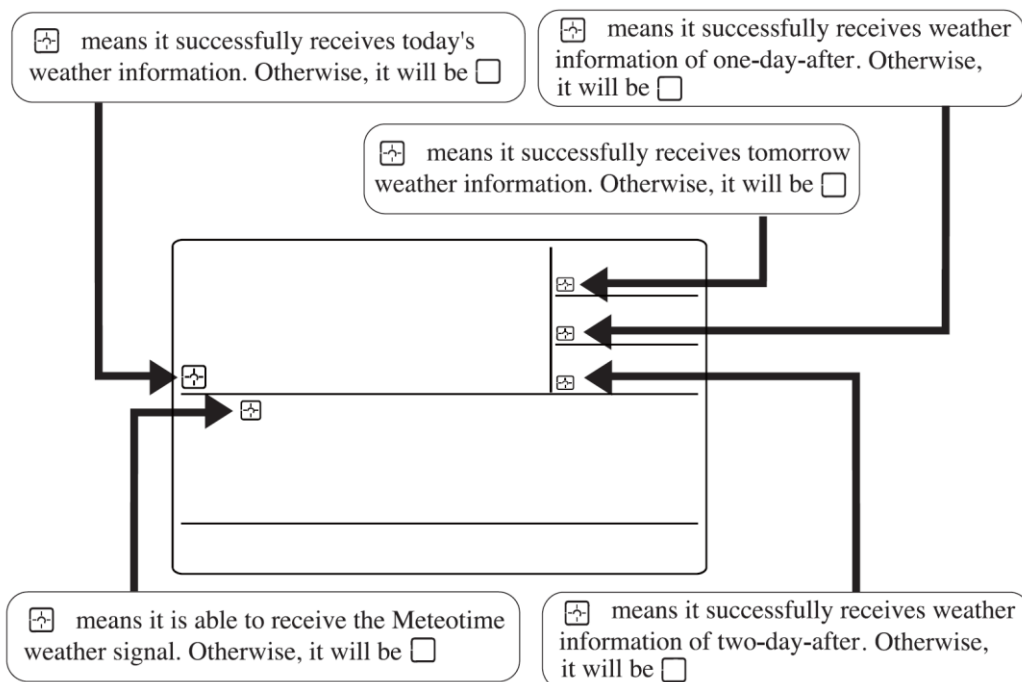 means it successfully receives today's
weather information. Otherwise, it will be
means it successfully receives weather
information of one-day-after. Otherwise,
it will be
means it successfully receives tomorrow
weather information. Otherwise, it will be
means it is able to receive the Meteotime
weather signal. Otherwise, it will be
means it successfully receives weather
information of two-day-after. Otherwise,
it will be